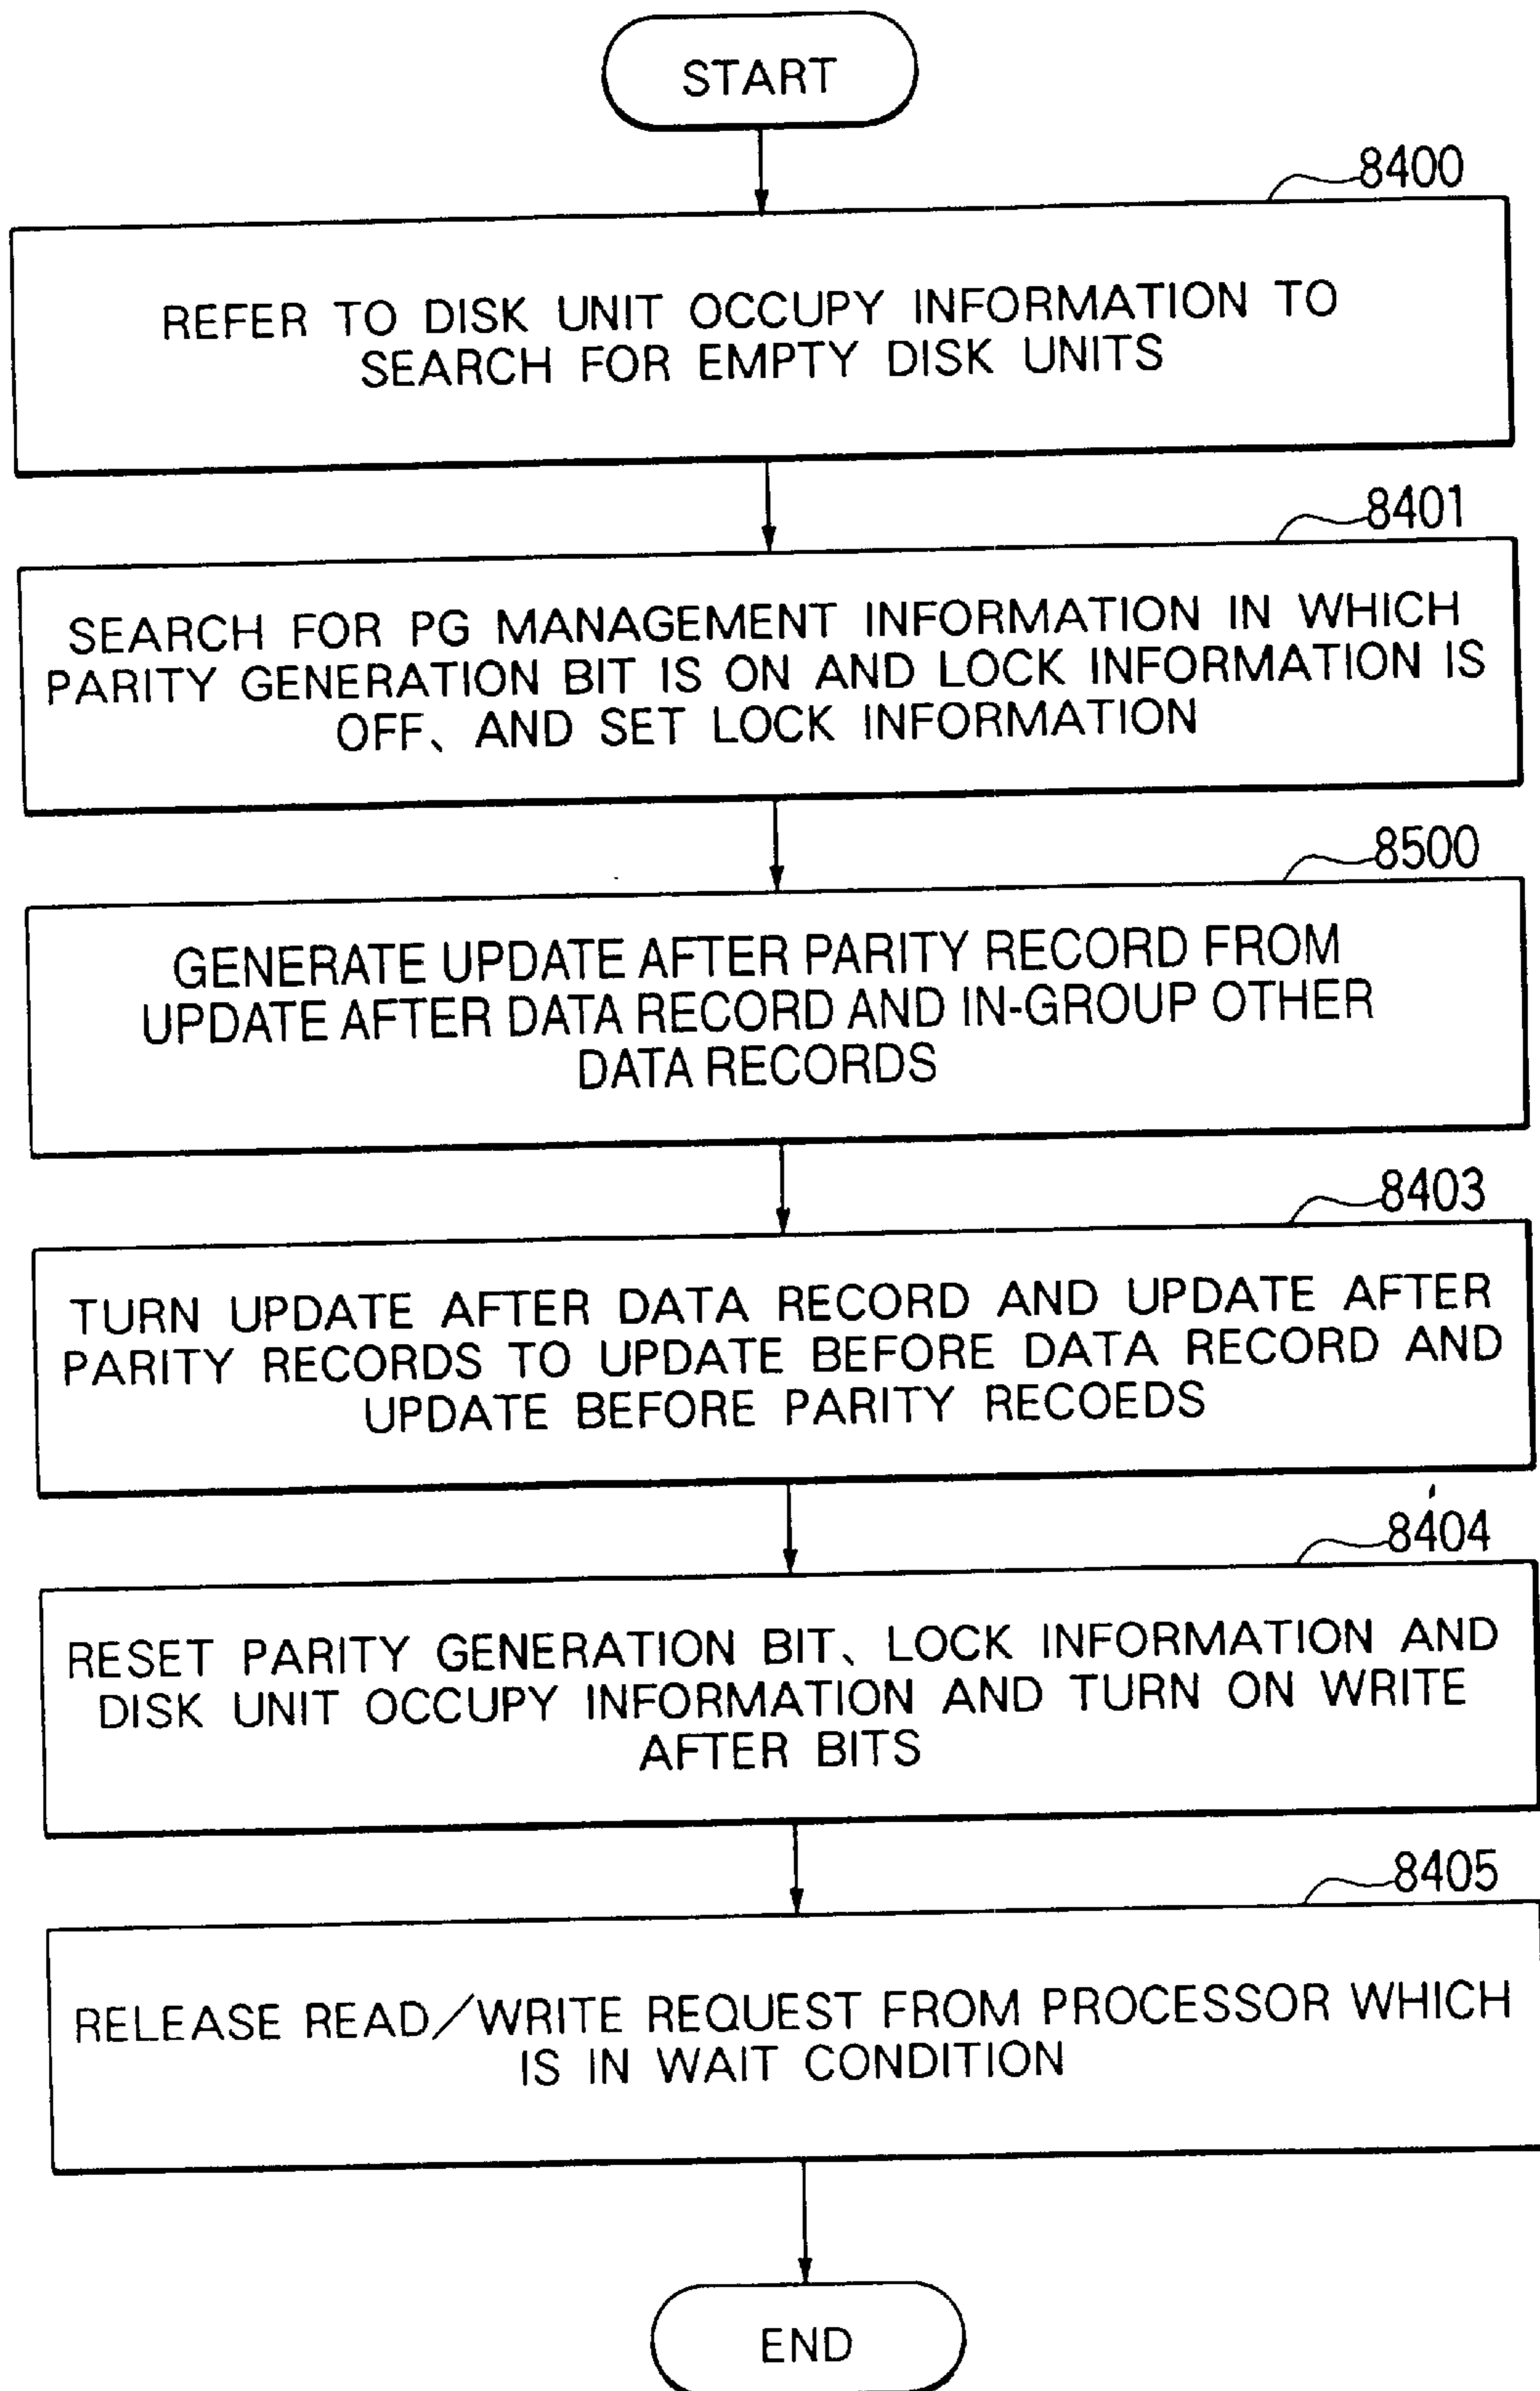 START
8400
REFER TO DISK UNIT OCCUPY INFORMATION TO
SEARCH FOR EMPTY DISK UNITS
8401
SEARCH FOR PG MANAGEMENT INFORMATION IN WHICH
PARITY GENERATION BIT IS ON AND LOCK INFORMATION IS
OFF、 AND SET LOCK INFORMATION
8500
GENERATE UPDATE AFTER PARITY RECORD FROM
UPDATE AFTER DATA RECORD AND IN-GROUP OTHER
DATA RECORDS
8403
TURN UPDATE AFTER DATA RECORD AND UPDATE AFTER
PARITY RECORDS TO UPDATE BEFORE DATA RECORD AND
UPDATE BEFORE PARITY RECOEDS
8404
RESET PARITY GENERATION BIT、 LOCK INFORMATION AND
DISK UNIT OCCUPY INFORMATION AND TURN ON WRITE
AFTER BITS
8405
RELEASE READ/WRITE REQUEST FROM PROCESSOR WHICH
IS IN WAIT CONDITION
END